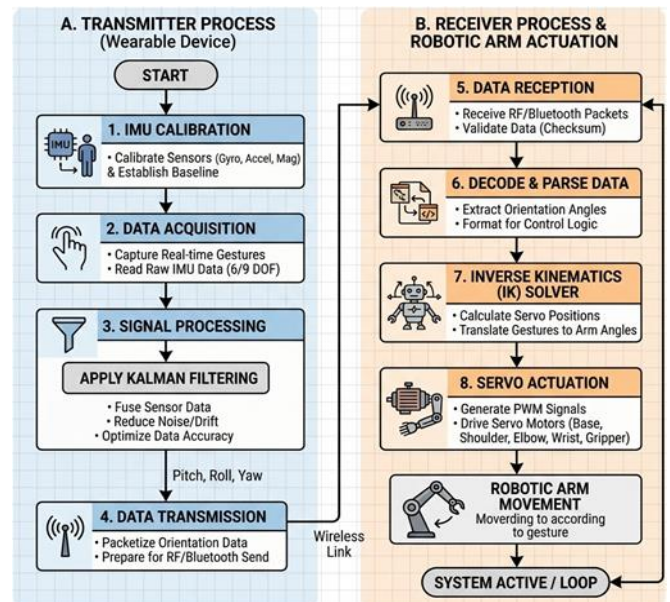 A. TRANSMITTER PROCESS
(Wearable Device)
START
IMU
1. IMU CALIBRATION
• Calibrate Sensors (Gyro, Accel, Mag)
& Establish Baseline
2. DATA ACQUISITION
• Capture Real-time Gestures
• Read Raw IMU Data (6/9 DOF)
3. SIGNAL PROCESSING
APPLY KALMAN FILTERING
• Fuse Sensor Data
• Reduce Noise/Drift
• Optimize Data Accuracy
Pitch, Roll, Yaw
4. DATA TRANSMISSION
• Packetize Orientation Data
• Prepare for RF/Bluetooth Send
Wireless
Link
B. RECEIVER PROCESS &
ROBOTIC ARM ACTUATION
5. DATA RECEPTION
• Receive RF/Bluetooth Packets
• Validate Data (Checksum)
6. DECODE & PARSE DATA
• Extract Orientation Angles
• Format for Control Logic
7. INVERSE KINEMATICS
(IK) SOLVER
• Calculate Servo Positions
• Translate Gestures to Arm Angles
8. SERVO ACTUATION
• Generate PWM Signals
• Drive Servo Motors (Base,
Shoulder, Elbow, Wrist, Gripper)
ROBOTIC ARM
MOVEMENT
Moverding to according
to gesture
SYSTEM ACTIVE / LOOP